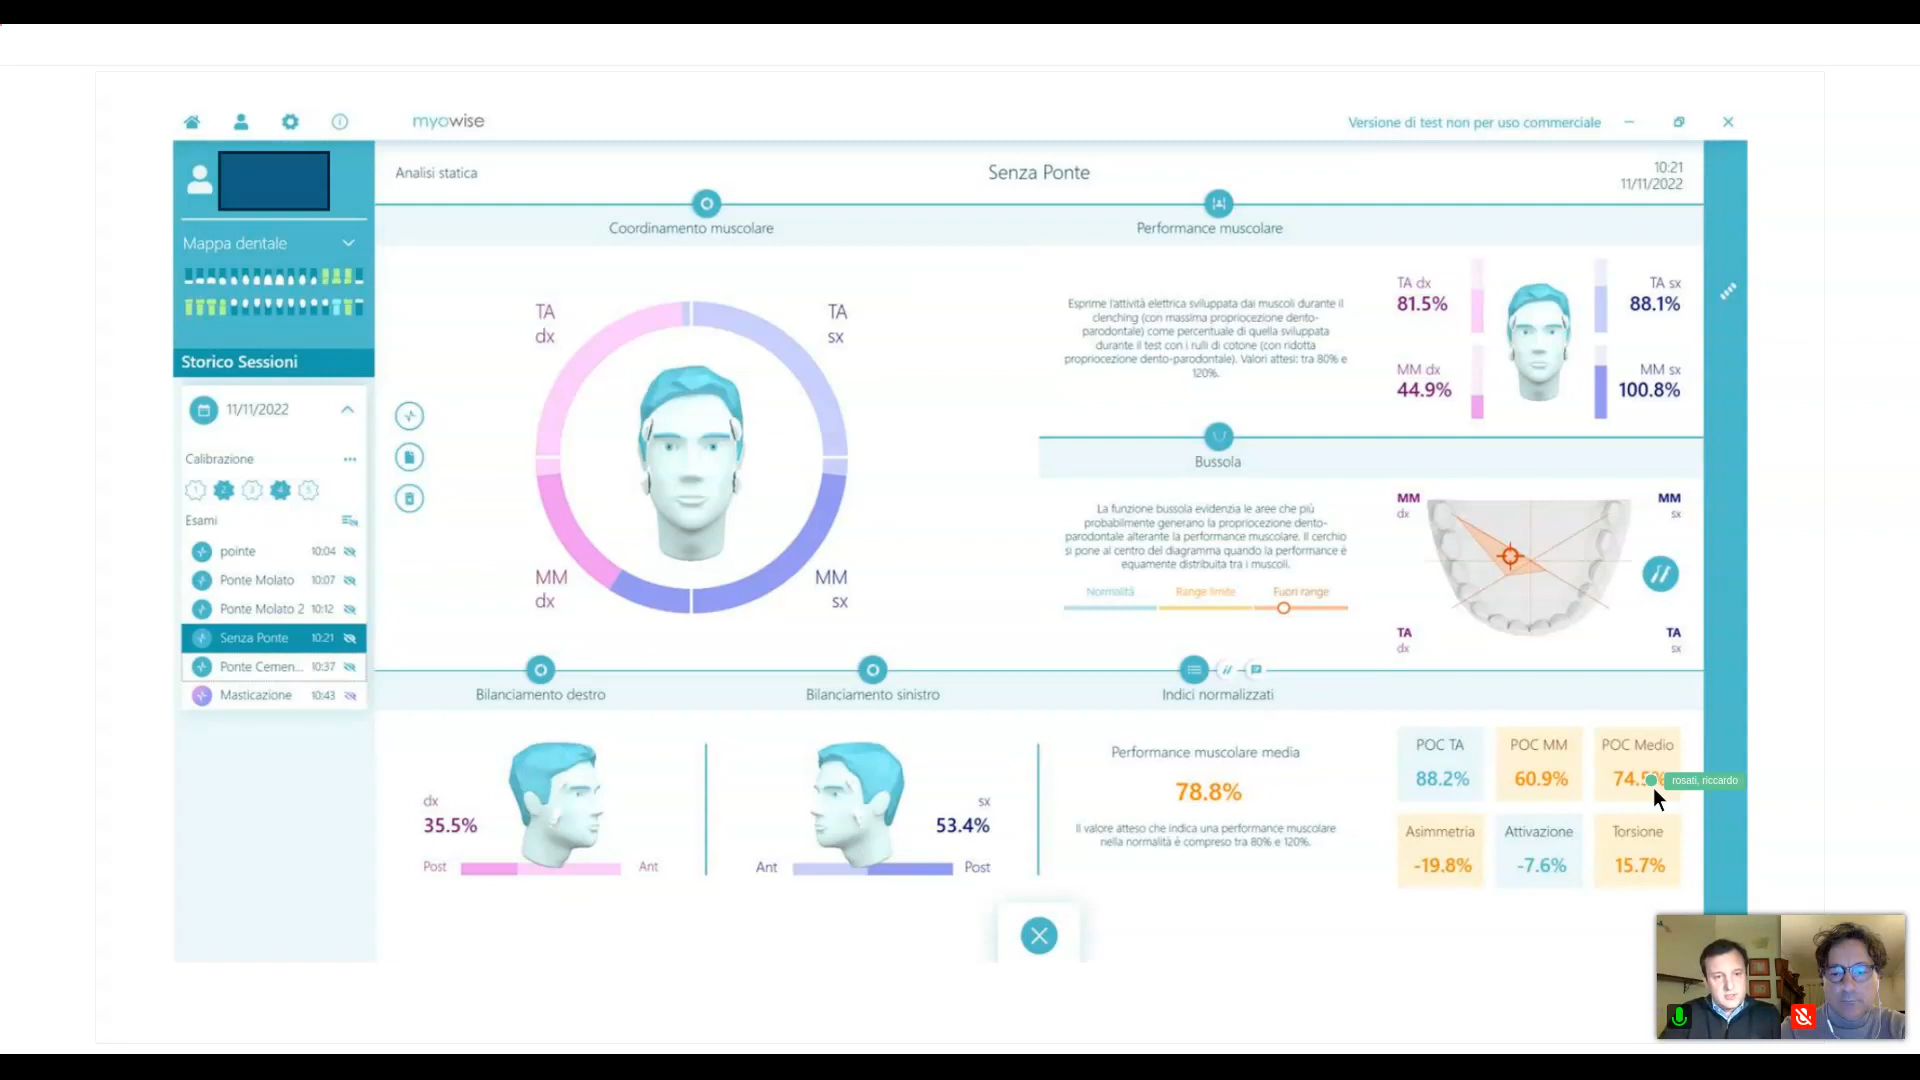 myowise
Versione di test non per uso commerciale
Analisi statica
Senza Ponte
10:21
11/11/2022
Mappa dentale
Storico Sessioni
11/11/2022
Calibrazione
1 2 3 4 5
Esami
pointe 10:04
Ponte Molato 10:07
Ponte Molato 2 10:12
Senza Ponte 10:21
Ponte Cemen... 10:37
Masticazione 10:43
Coordinamento muscolare
TA
dx
TA
sx
MM
dx
MM
sx
Performance muscolare
Esprime l'attività elettrica sviluppata dai muscoli durante il
clenching (con massima propriocezione dento-
parodontale) come percentuale di quella sviluppata
durante il test con i rulli di cotone (con ridotta
propriocezione dento-parodontale). Valori attesi: tra 80% e
120%.
TA dx
81.5%
TA sx
88.1%
MM dx
44.9%
MM sx
100.8%
Bussola
La funzione bussola evidenzia le aree che più
probabilmente generano la propriocezione dento-
parodontale alterante la performance muscolare. Il cerchio
si pone al centro del diagramma quando la performance è
equamente distribuita tra i muscoli.
Normalità Range limite Fuori range
MM
dx
MM
sx
TA
dx
TA
sx
Bilanciamento destro
dx
35.5%
Post Ant
Bilanciamento sinistro
sx
53.4%
Ant Post
Indici normalizzati
Performance muscolare media
78.8%
Il valore atteso che indica una performance muscolare
nella normalità è compreso tra 80% e 120%.
POC TA
88.2%
POC MM
60.9%
POC Medio
74.5%
rosati, riccardo
Asimmetria
-19.8%
Attivazione
-7.6%
Torsione
15.7%